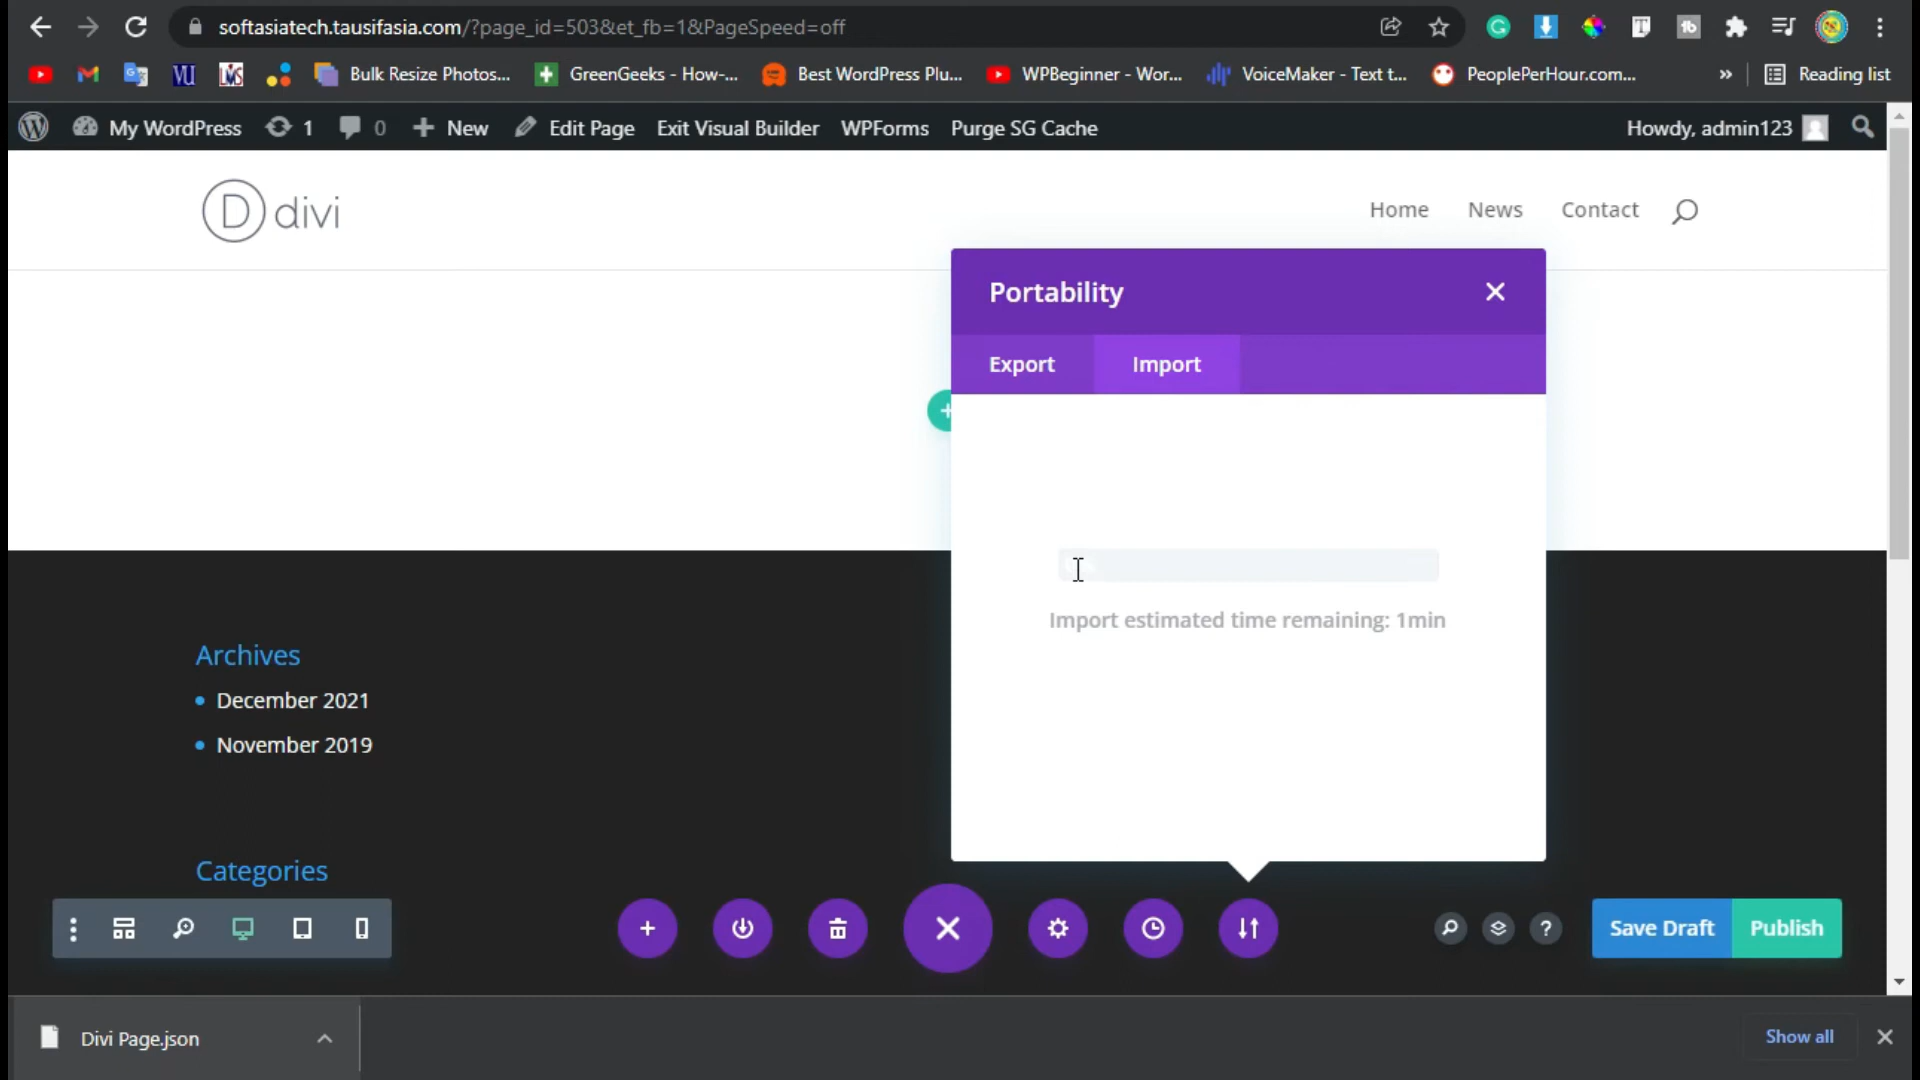 softasiatech.tausifasia.com/?page_id=503&et_fb=1&PageSpeed=off
VU LMS Bulk Resize Photos... GreenGeeks - How-... Best WordPress Plu... WPBeginner - Wor... VoiceMaker - Text t... PeoplePerHour.com... » Reading list
My WordPress 1 0 + New Edit Page Exit Visual Builder WPForms Purge SG Cache Howdy, admin123
D divi Home News Contact
Portability
Export Import
Import estimated time remaining: 1min
Archives
December 2021
November 2019
Categories
Save Draft Publish
Divi Page.json Show all